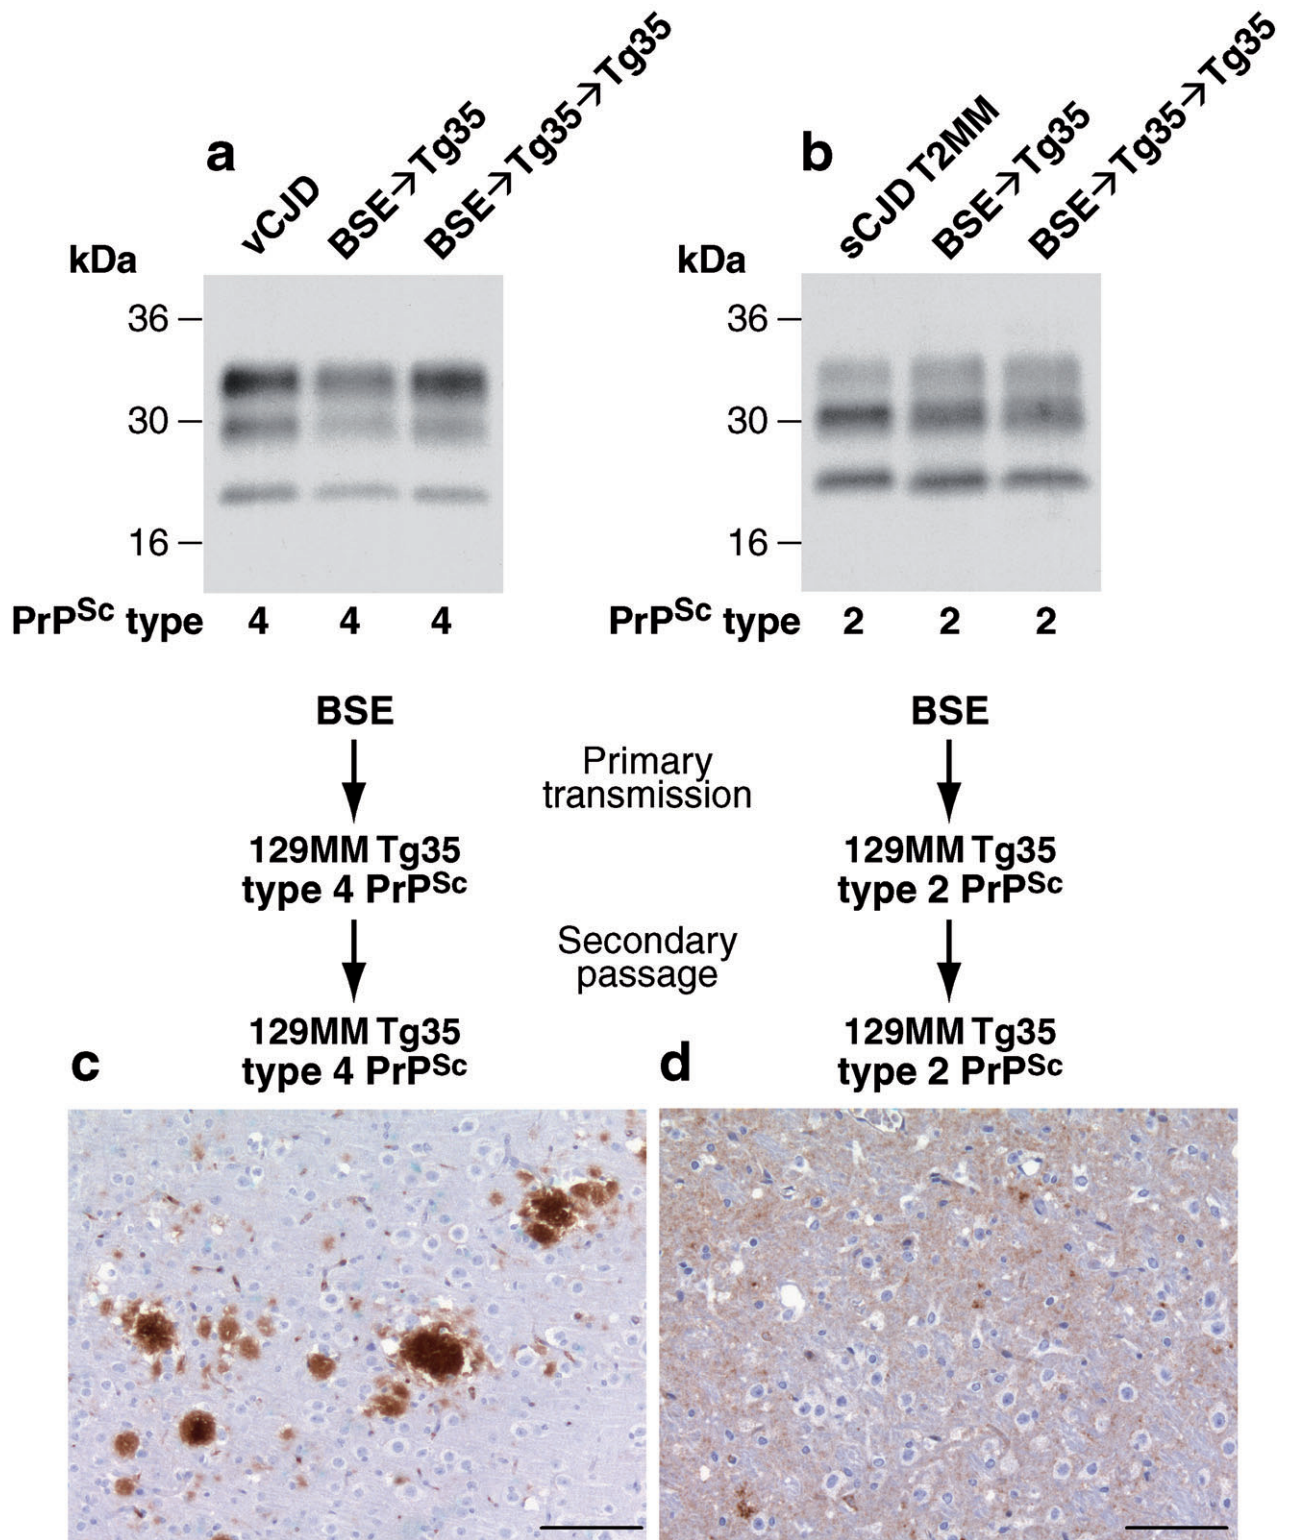 a
vCJD
BSE→Tg35
BSE→Tg35→Tg35
kDa
36
30
16
PrPSc type 4 4 4
b
sCJD T2MM
BSE→Tg35
BSE→Tg35→Tg35
kDa
36
30
16
PrPSc type 2 2 2
BSE
BSE
Primary
transmission
129MM Tg35
type 4 PrPSc
129MM Tg35
type 2 PrPSc
Secondary
passage
129MM Tg35
type 4 PrPSc
129MM Tg35
type 2 PrPSc
c
d